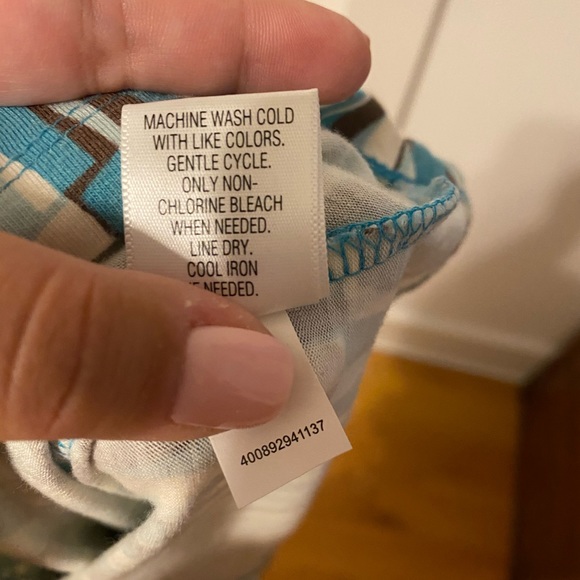 MACHINE WASH COLD
WITH LIKE COLORS.
GENTLE CYCLE.
ONLY NON-
CHLORINE BLEACH
WHEN NEEDED.
LINE DRY.
COOL IRON
NEEDED.
400892941137